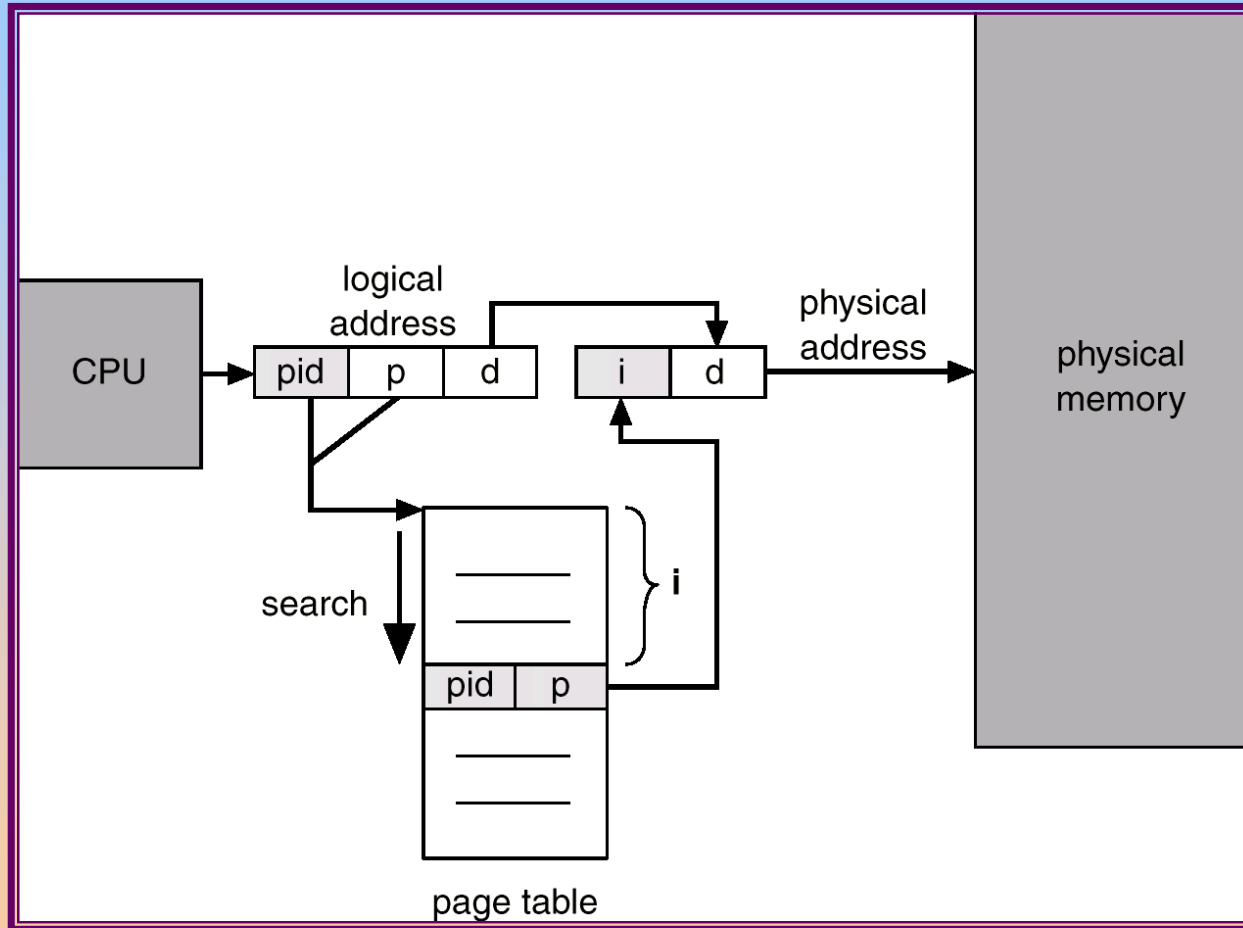 logical
address
physical
address
CPU
pid
p
d
i
d
physical
memory
search
i
pid
p
page table